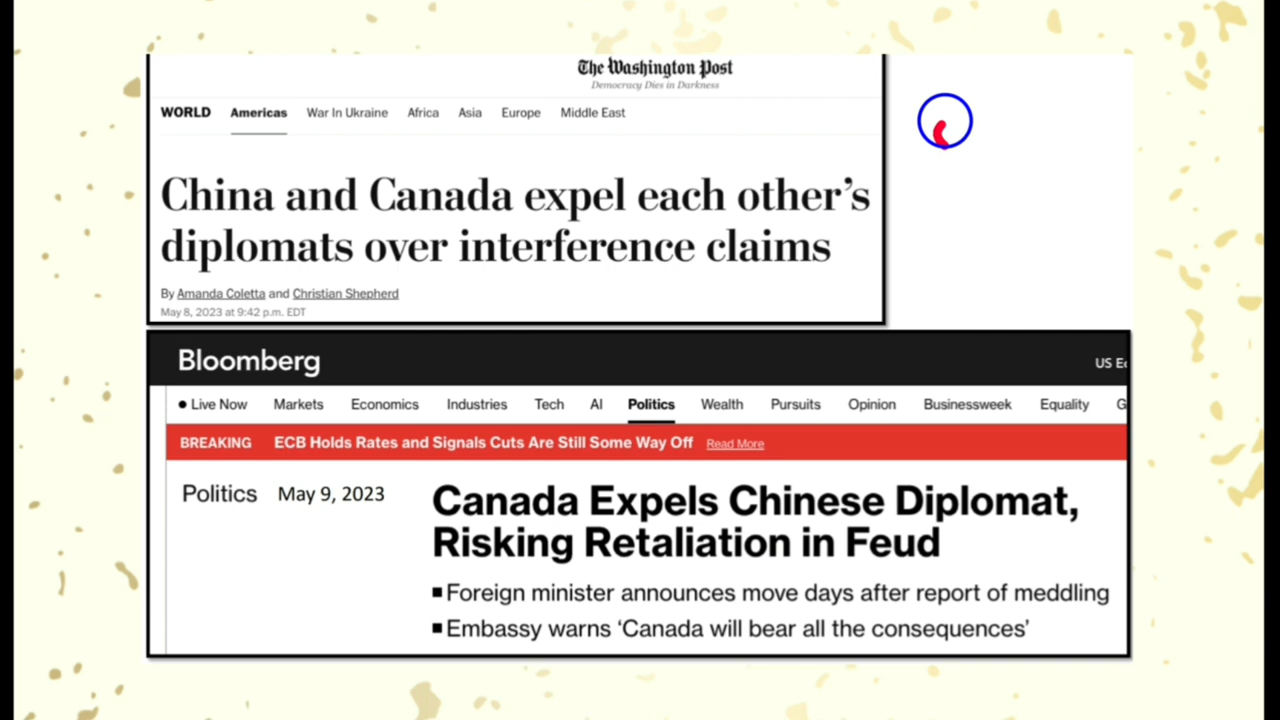 The Washington Post
Democracy Dies in Darkness
WORLD Americas War In Ukraine Africa Asia Europe Middle East
China and Canada expel each other's
diplomats over interference claims
By Amanda Coletta and Christian Shepherd
May 8, 2023 at 9:42 p.m. EDT
Bloomberg
US
Live Now Markets Economics Industries Tech AI Politics Wealth Pursuits Opinion Businessweek Equality
BREAKING ECB Holds Rates and Signals Cuts Are Still Some Way Off Read More
Politics May 9, 2023
Canada Expels Chinese Diplomat,
Risking Retaliation in Feud
Foreign minister announces move days after report of meddling
Embassy warns ‘Canada will bear all the consequences’